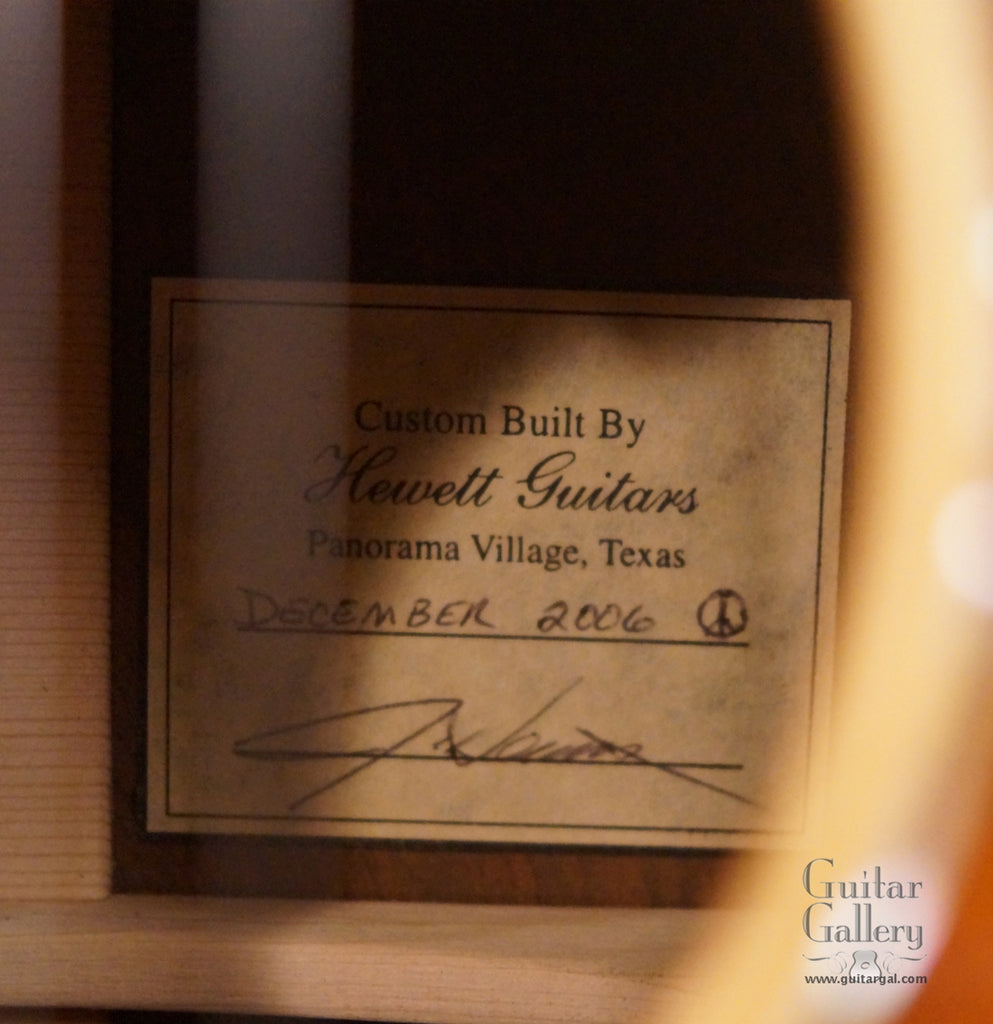 Custom Built By
Hewett Guitars
Panorama Village, Texas
DECEMBER 2006
Guitar
Gallery
www.guitargal.com